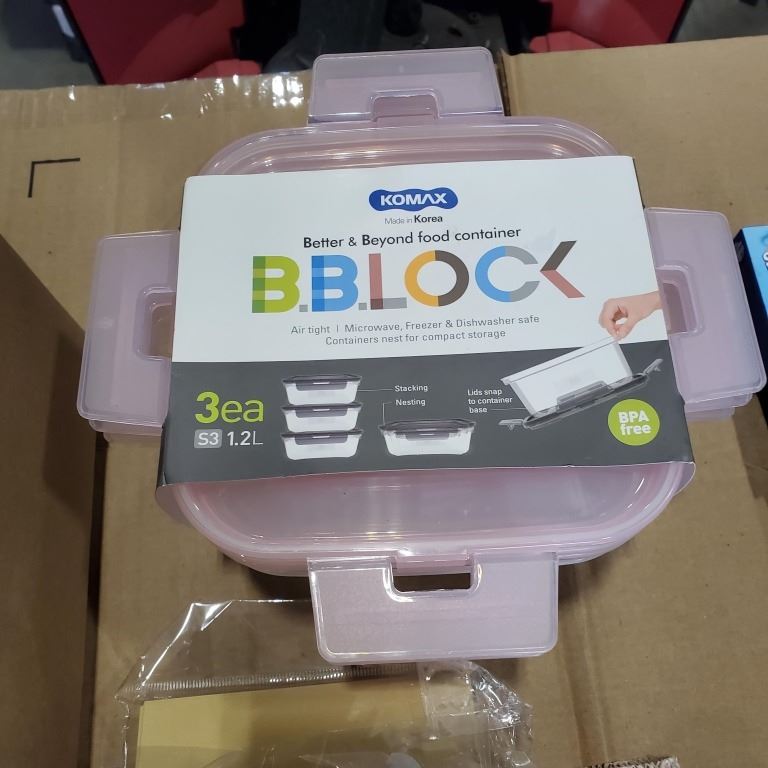 KOMAX
Made in Korea
Better & Beyond food container
B.B.LOCK
Air tight | Microwave, Freezer & Dishwasher safe
Containers nest for compact storage
3ea
S3 1.2L
Stacking
Nesting
Lids snap
to container
base
BPA
free